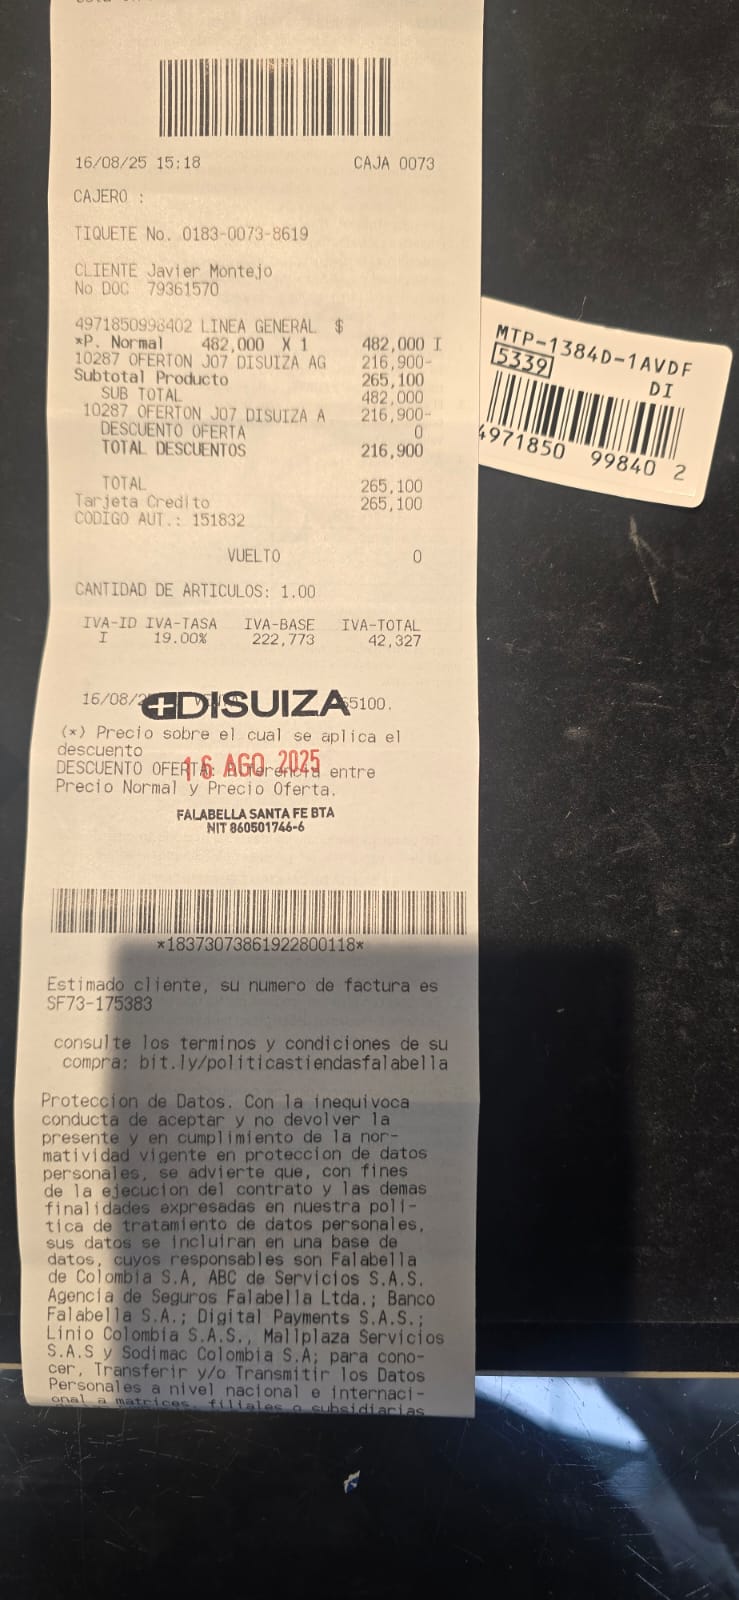 16/08/25 15:18 CAJA 0073
CAJERO :
TIQUETE No. 0183-0073-8619
CLIENTE Javier Montejo
No DOC 79361570
4971850998402 LINEA GENERAL $
*P. Normal 482,000 X 1 482,000 I
10287 OFERTON J07 DISUIZA AG 216,900-
Subtotal Producto 265,100
SUB TOTAL 482,000
10287 OFERTON J07 DISUIZA A 216,900-
DESCUENTO OFERTA 0
TOTAL DESCUENTOS 216,900
TOTAL 265,100
Tarjeta Credito 265,100
CODIGO AUT.: 151832
VUELTO 0
CANTIDAD DE ARTICULOS: 1.00
IVA-ID IVA-TASA IVA-BASE IVA-TOTAL
I 19.00% 222,773 42,327
16/08/2 DISUIZA 65100.
(*) Precio sobre el cual se aplica el
descuento
16 AGO 2025
DESCUENTO OFERTA: Diferencia entre
Precio Normal y Precio Oferta.
FALABELLA SANTA FE BTA
NIT 860501746-6
*18373073861922800118*
Estimado cliente, su numero de factura es
SF73-175383
consulte los terminos y condiciones de su
compra: bit.ly/politicastiendasfalabella
Proteccion de Datos. Con la inequivoca
conducta de aceptar y no devolver la
presente y en cumplimiento de la nor-
matividad vigente en proteccion de datos
personales, se advierte que, con fines
de la ejecucion del contrato y las demas
finalidades expresadas en nuestra poli-
tica de tratamiento de datos personales,
sus datos se incluiran en una base de
datos, cuyos responsables son Falabella
de Colombia S.A, ABC de Servicios S.A.S.
Agencia de Seguros Falabella Ltda.; Banco
Falabella S.A.; Digital Payments S.A.S.;
Linio Colombia S.A.S., Mallplaza Servicios
S.A.S y Sodimac Colombia S.A; para cono-
cer, Transferir y/o Transmitir los Datos
Personales a nivel nacional e internaci-
onal a matrices, filiales o subsidiarias
MTP-1384D-1AVDF
5339 DI
4971850 99840 2